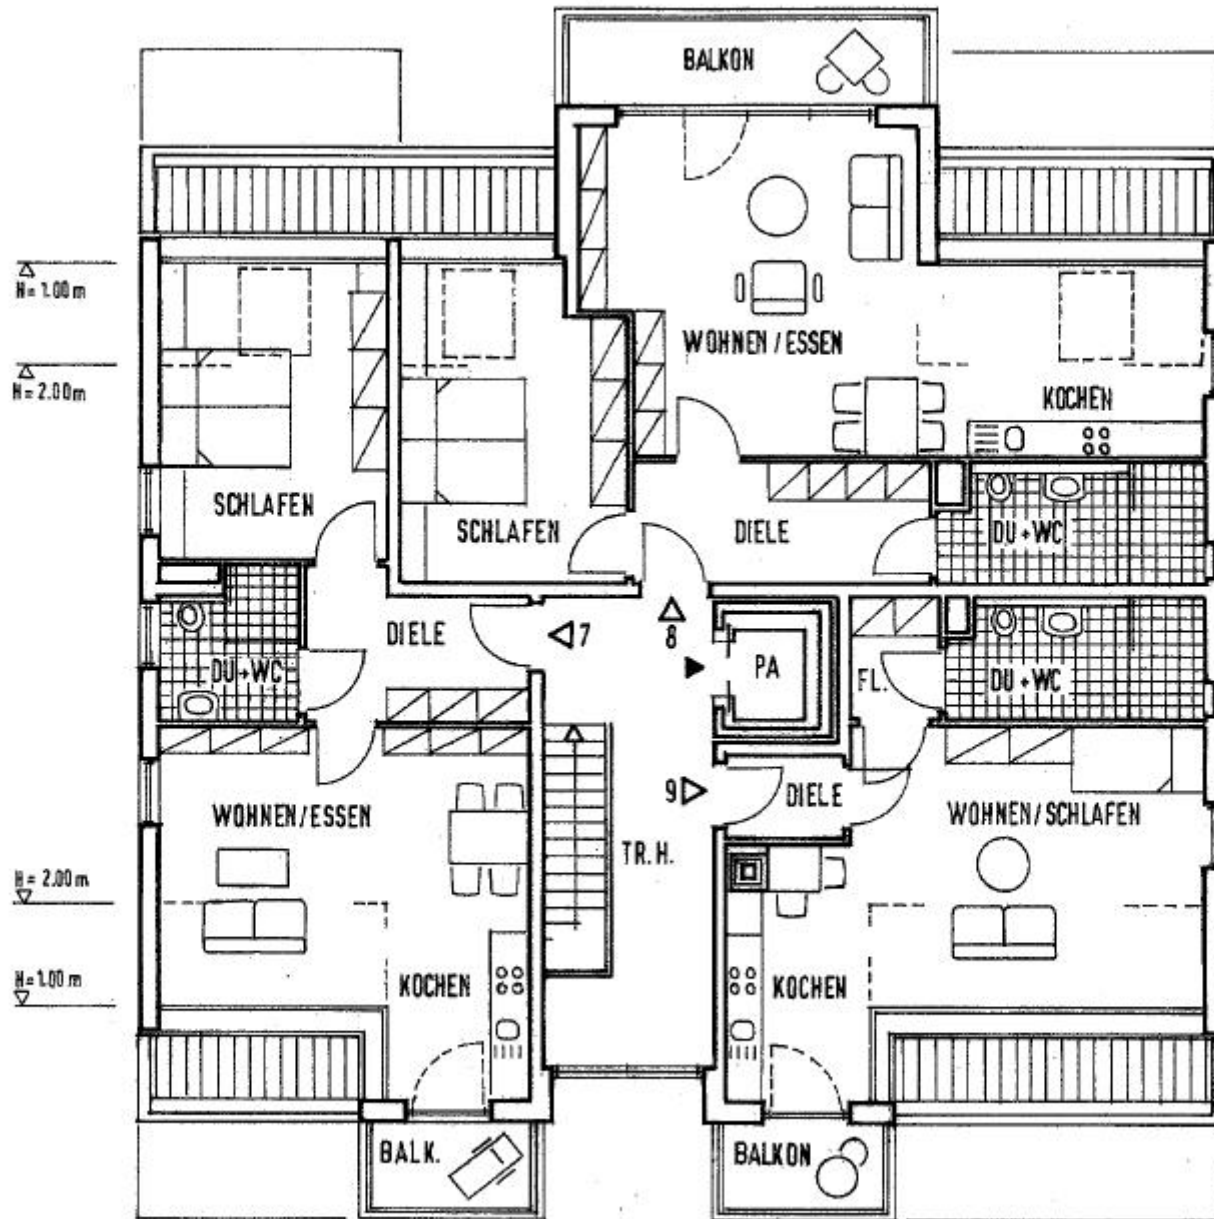 BALKON
H = 1.00 m
H = 2.00 m
WOHNEN / ESSEN
KOCHEN
SCHLAFEN
SCHLAFEN
DIELE
DU + WC
DIELE
7
8
PA
DU + WC
FL.
DU + WC
WOHNEN/ESSEN
9
DIELE
WOHNEN/SCHLAFEN
TR. H.
H = 2.00 m
H = 1.00 m
KOCHEN
KOCHEN
BALK.
BALKON